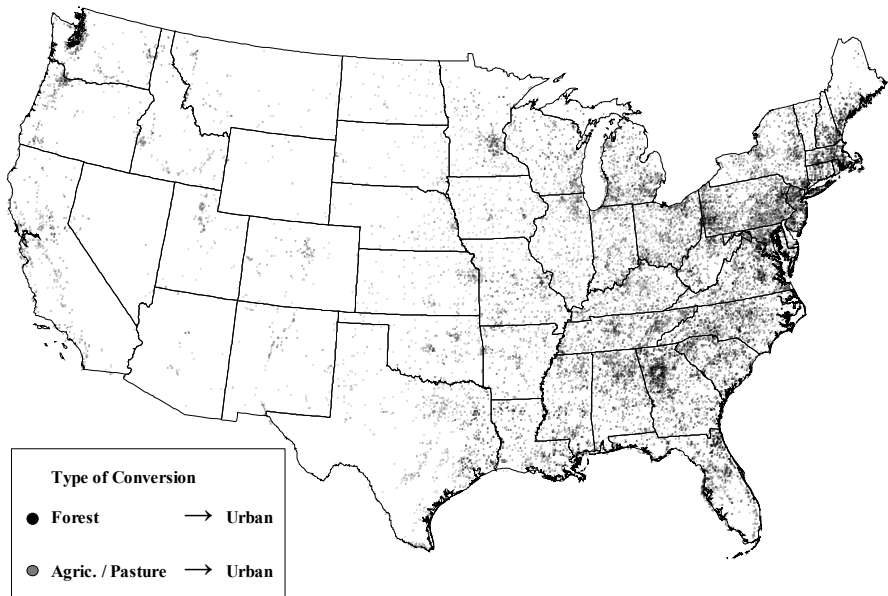 Type of Conversion
Forest → Urban
Agric. / Pasture → Urban